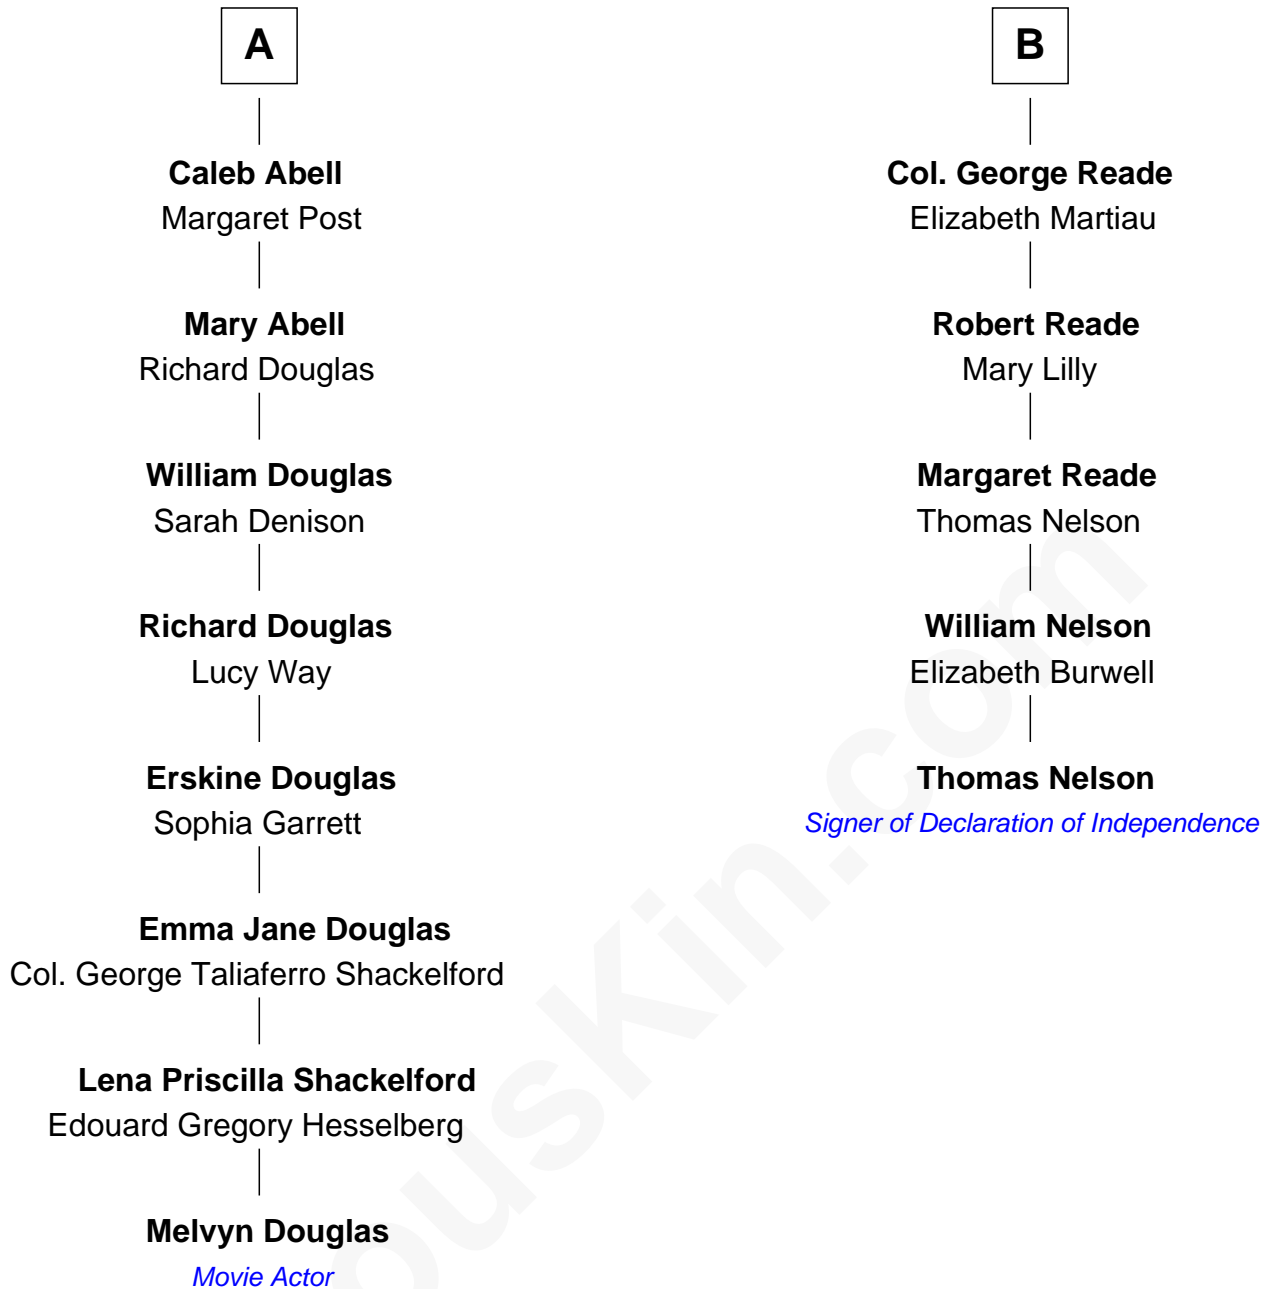 A
Caleb Abell
Margaret Post
Mary Abell
Richard Douglas
William Douglas
Sarah Denison
Richard Douglas
Lucy Way
Erskine Douglas
Sophia Garrett
Emma Jane Douglas
Col. George Taliaferro Shackelford
Lena Priscilla Shackelford
Edouard Gregory Hesselberg
Melvyn Douglas
Movie Actor
B
Col. George Reade
Elizabeth Martiau
Robert Reade
Mary Lilly
Margaret Reade
Thomas Nelson
William Nelson
Elizabeth Burwell
Thomas Nelson
Signer of Declaration of Independence
ousKin.com